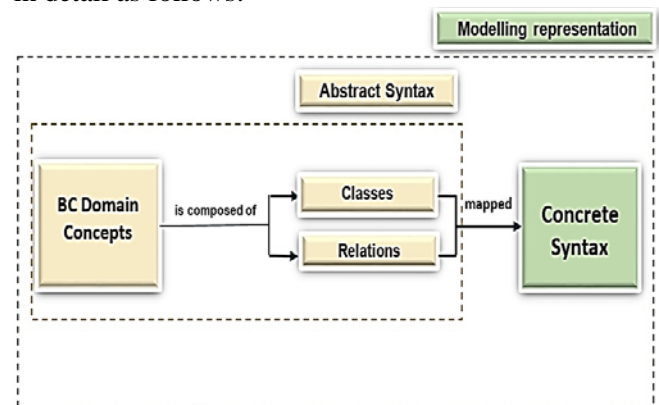 in detail as follows:
Modelling representation
Abstract Syntax
BC Domain
Concepts
is composed of
Classes
Relations
mapped
Concrete
Syntax